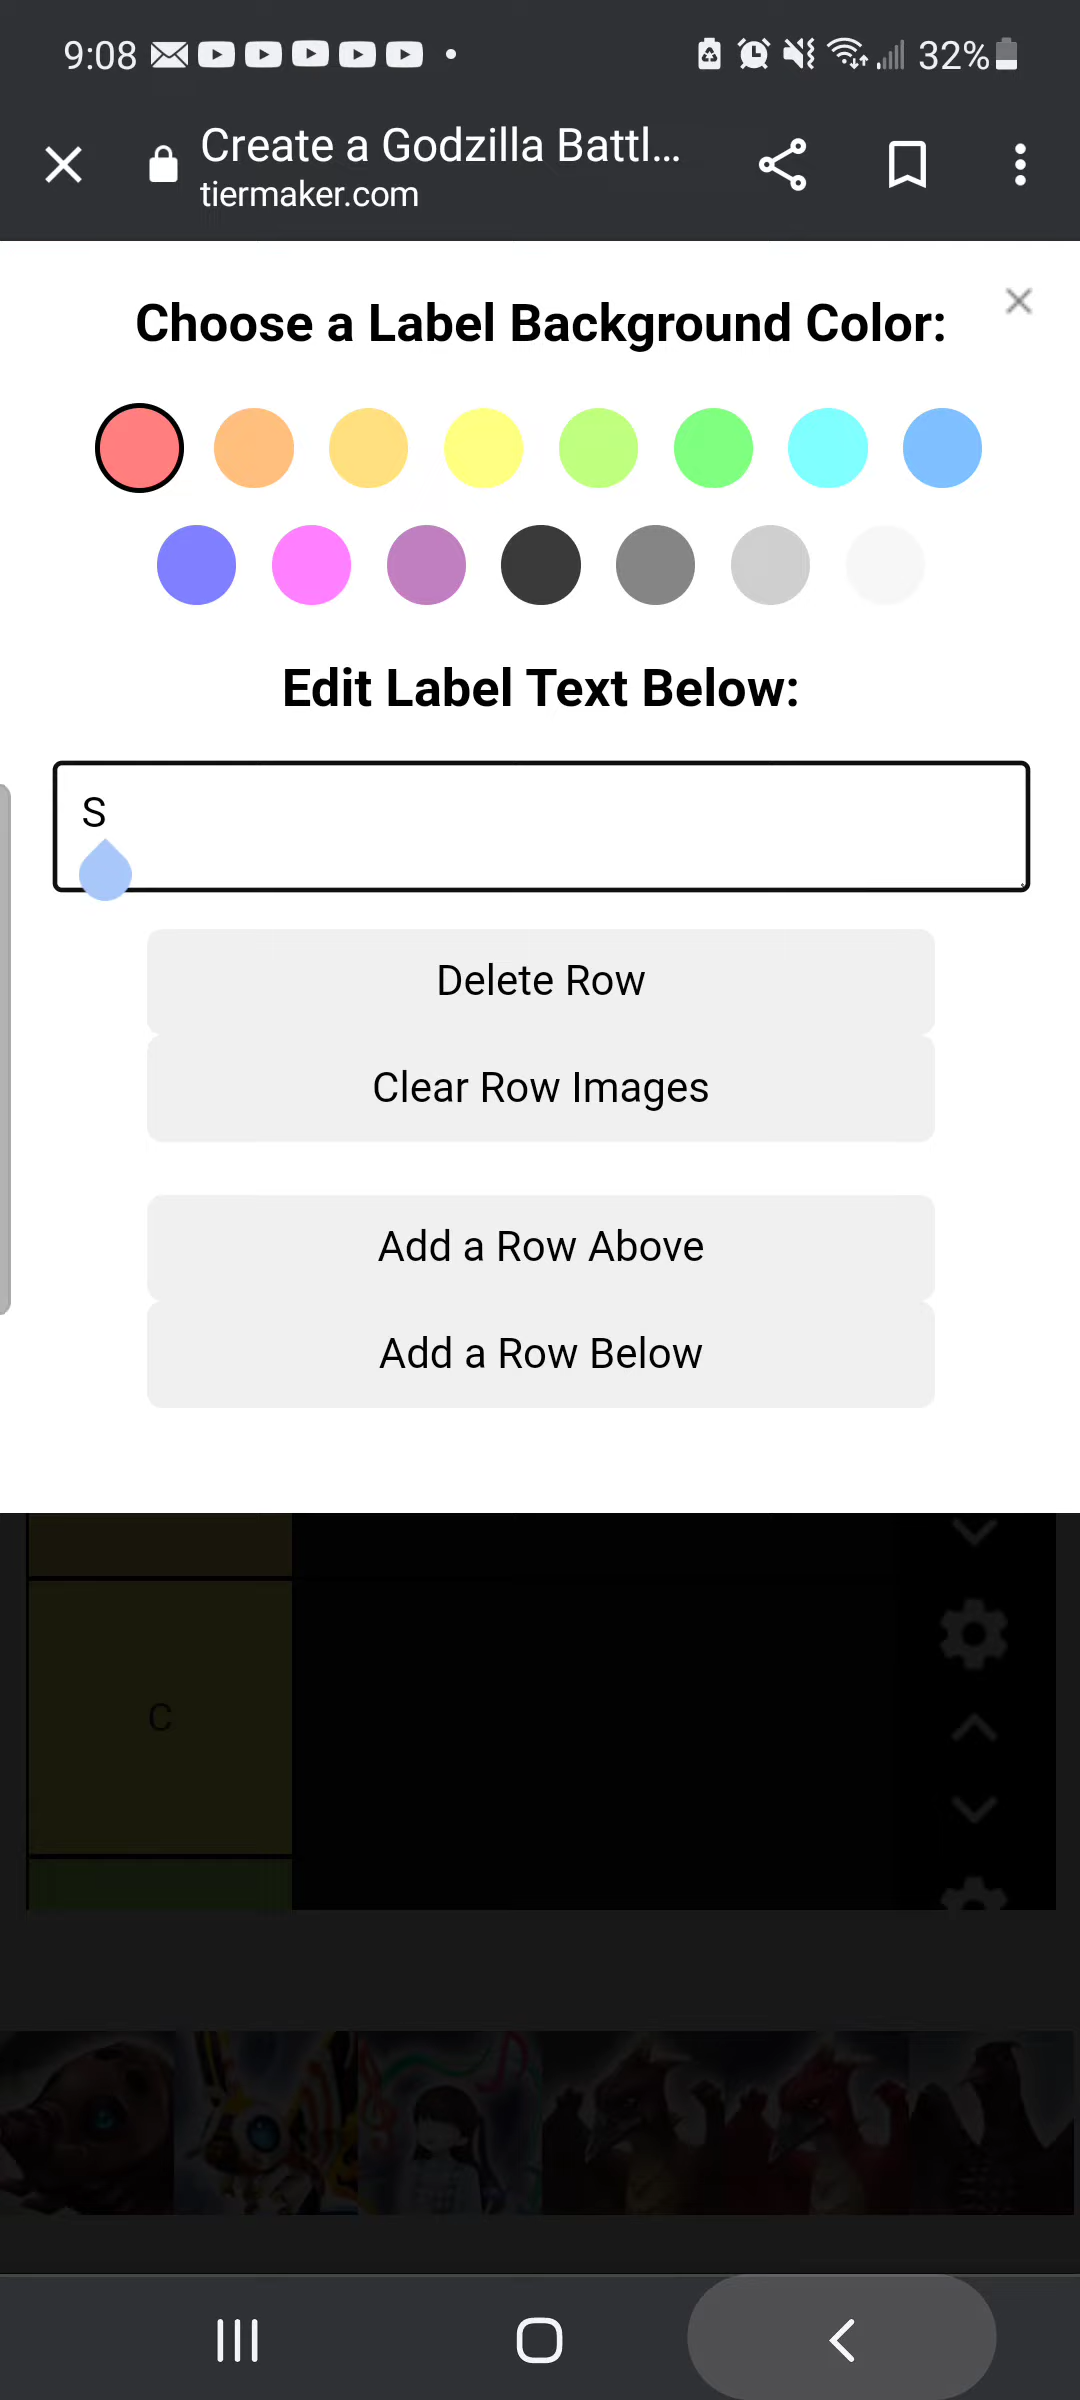 9:08 32%
Create a Godzilla Battl...
tiermaker.com
Choose a Label Background Color:
Edit Label Text Below:
S
Delete Row
Clear Row Images
Add a Row Above
Add a Row Below
C